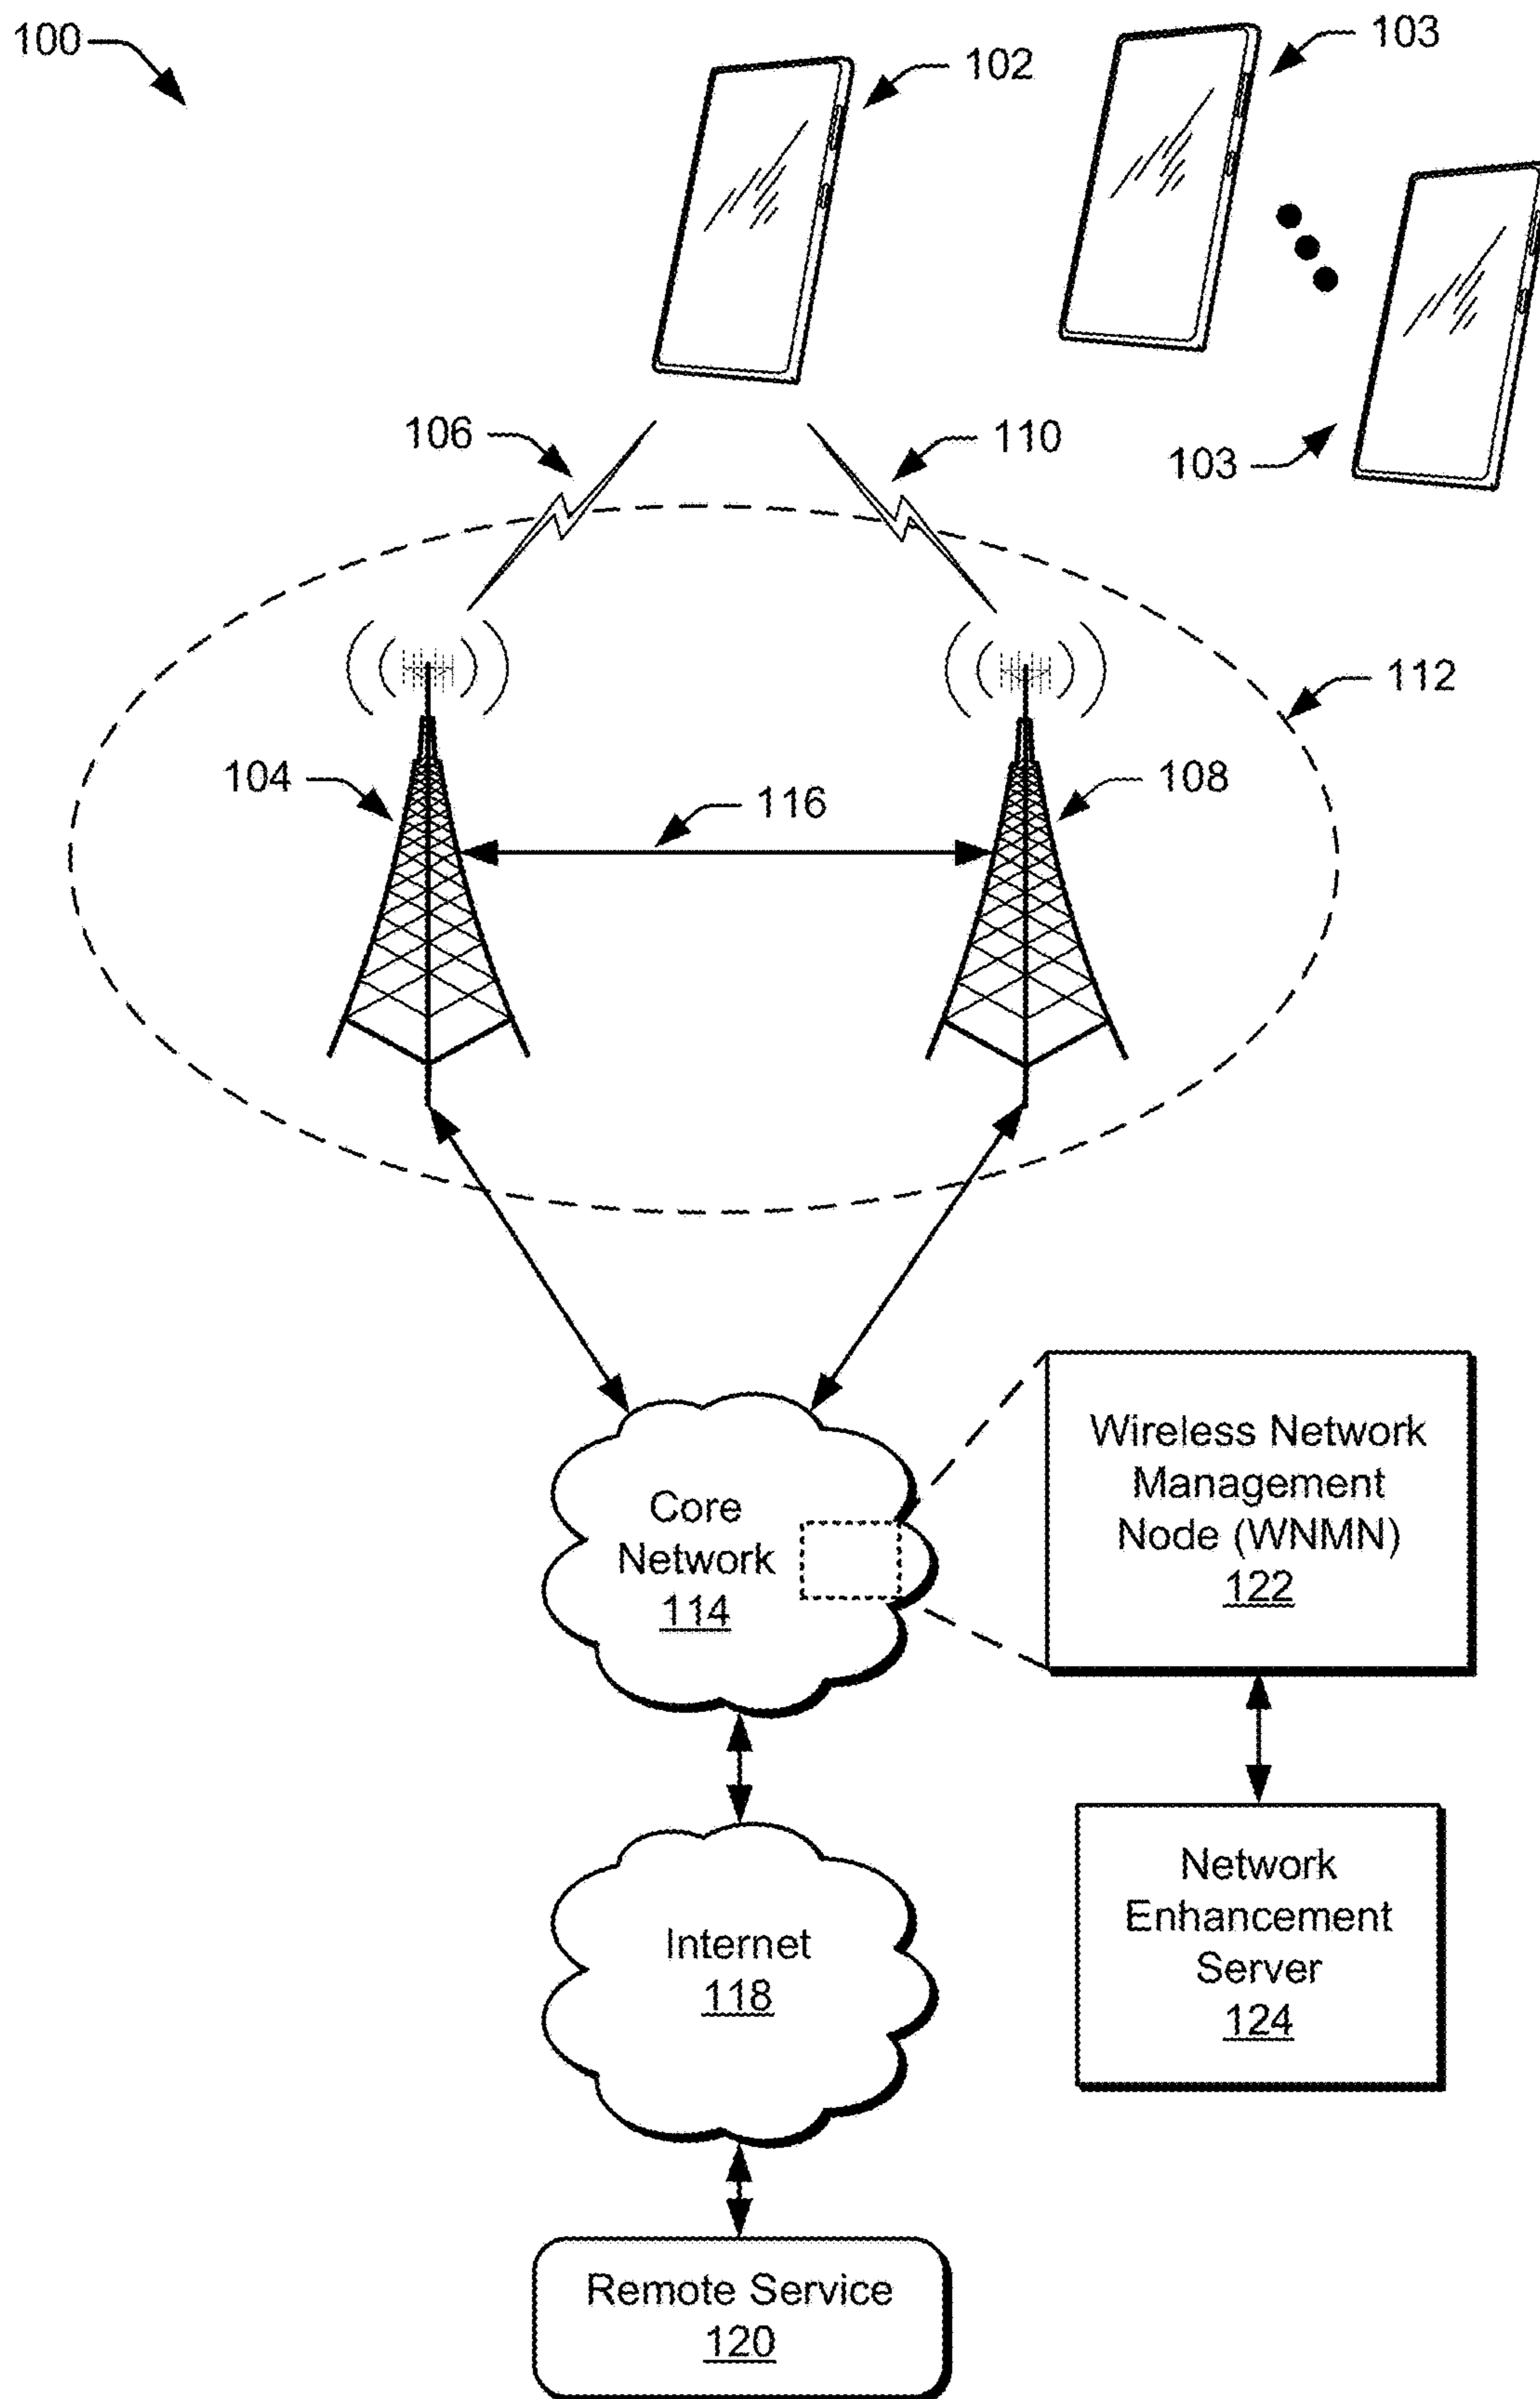 100
102
103
106
110
103
112
104
108
116
Core
Network
114
Wireless Network
Management
Node (WNMN)
122
Internet
118
Network
Enhancement
Server
124
Remote Service
120